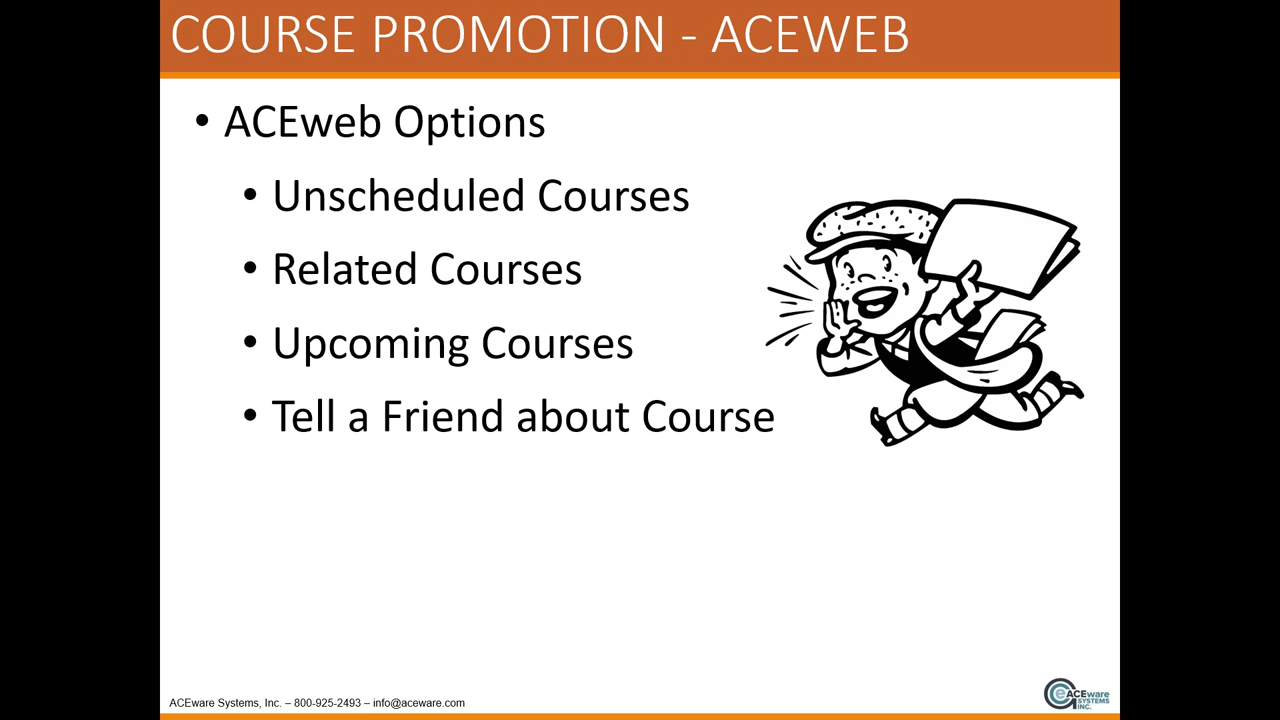 COURSE PROMOTION - ACEWEB
• ACEweb Options
• Unscheduled Courses
• Related Courses
• Upcoming Courses
• Tell a Friend about Course
ACEware Systems, Inc. – 800-925-2493 – info@aceware.com
eACEware
SYSTEMS
INC.